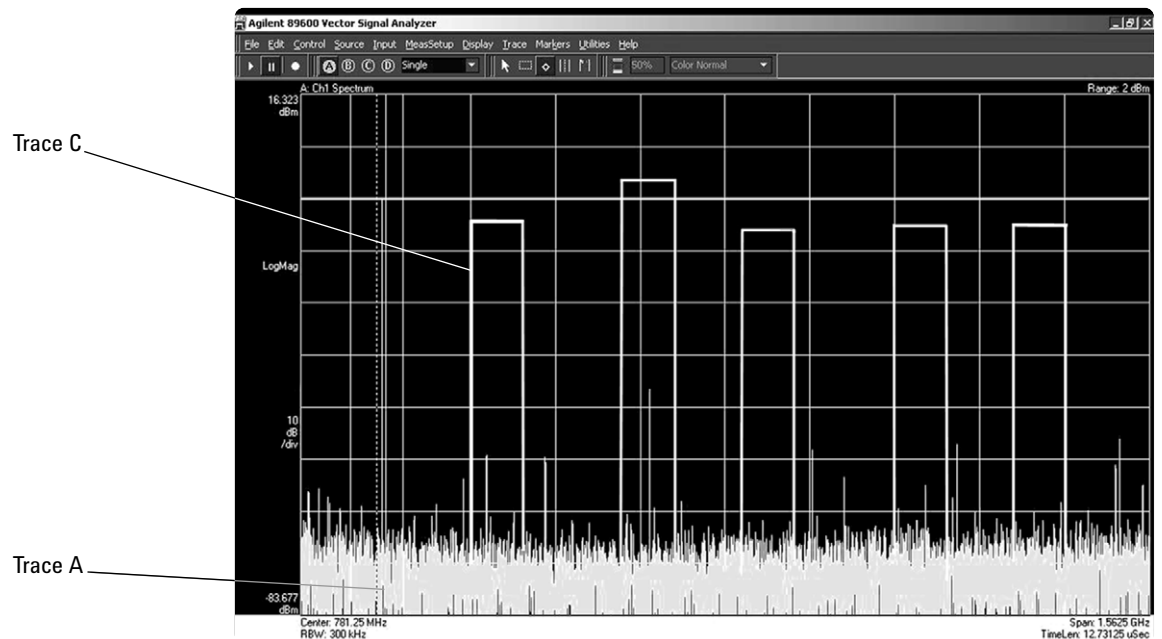 Agilent 89600 Vector Signal Analyzer
File Edit Control Source Input MeasSetup Display Trace Markers Utilities Help
A B C D Single 50% Color Normal
A: Ch1 Spectrum Range: 2 dBm
16.323
dBm
Trace C
LogMag
10
dB
/div
Trace A
-83.677
dBm
Center: 781.25 MHz Span: 1.5625 GHz
RBW: 300 kHz TimeLen: 12.73125 uSec